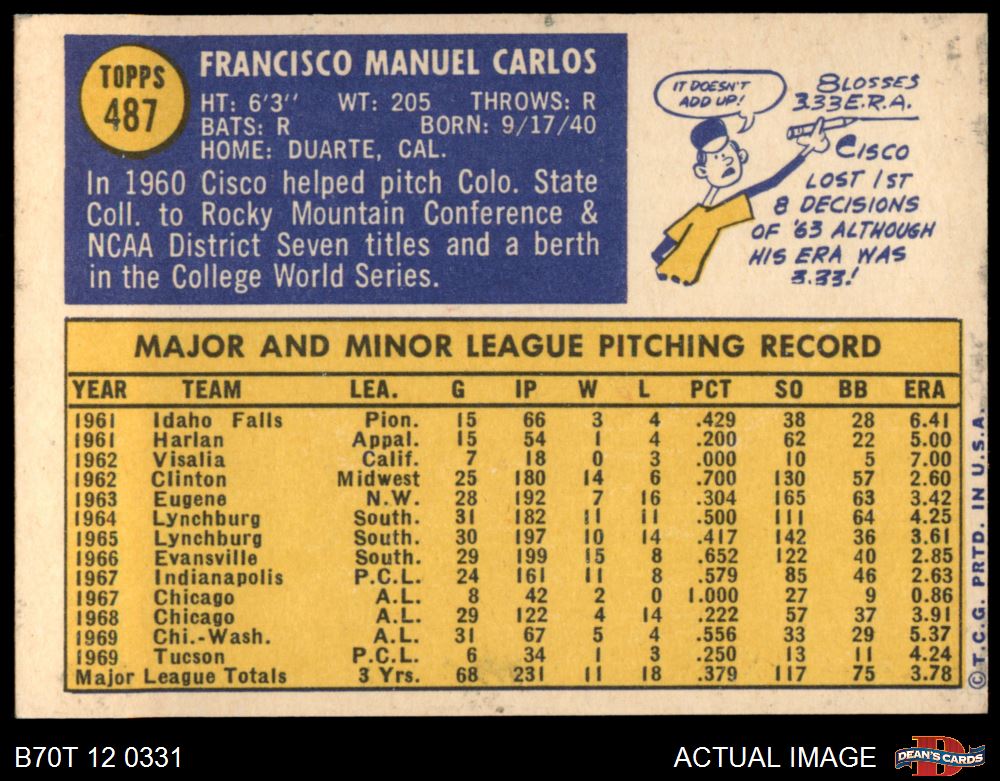 TOPPS
487
FRANCISCO MANUEL CARLOS
HT: 6'3'' WT: 205 THROWS: R
BATS: R BORN: 9/17/40
HOME: DUARTE, CAL.
In 1960 Cisco helped pitch Colo. State
Coll. to Rocky Mountain Conference &
NCAA District Seven titles and a berth
in the College World Series.
IT DOESN'T
ADD UP!
8 LOSSES
3.33 E.R.A.
CISCO
LOST 1ST
8 DECISIONS
OF '63 ALTHOUGH
HIS ERA WAS
3.33!
MAJOR AND MINOR LEAGUE PITCHING RECORD
YEAR TEAM LEA. G IP W L PCT SO BB ERA
1961 Idaho Falls Pion. 15 66 3 4 .429 38 28 6.41
1961 Harlan Appal. 15 54 1 4 .200 62 22 5.00
1962 Visalia Calif. 7 18 0 3 .000 10 5 7.00
1962 Clinton Midwest 25 180 14 6 .700 130 57 2.60
1963 Eugene N.W. 28 192 7 16 .304 165 63 3.42
1964 Lynchburg South. 31 182 11 11 .500 111 64 4.25
1965 Lynchburg South. 30 197 10 14 .417 142 36 3.61
1966 Evansville South. 29 199 15 8 .652 122 40 2.85
1967 Indianapolis P.C.L. 24 161 11 8 .579 85 46 2.63
1967 Chicago A.L. 8 42 2 0 1.000 27 9 0.86
1968 Chicago A.L. 29 122 4 14 .222 57 37 3.91
1969 Chi.-Wash. A.L. 31 67 5 4 .556 33 29 5.37
1969 Tucson P.C.L. 6 34 1 3 .250 13 11 4.24
Major League Totals 3 Yrs. 68 231 11 18 .379 117 75 3.78
© T.C.G. PRTD. IN U.S.A.
B70T 12 0331
ACTUAL IMAGE
D
DEAN'S CARDS